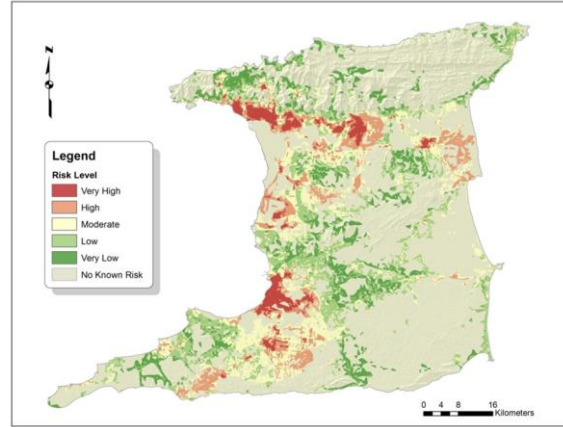 N
Legend
Risk Level
Very High
High
Moderate
Low
Very Low
No Known Risk
0 4 8 16
Kilometers